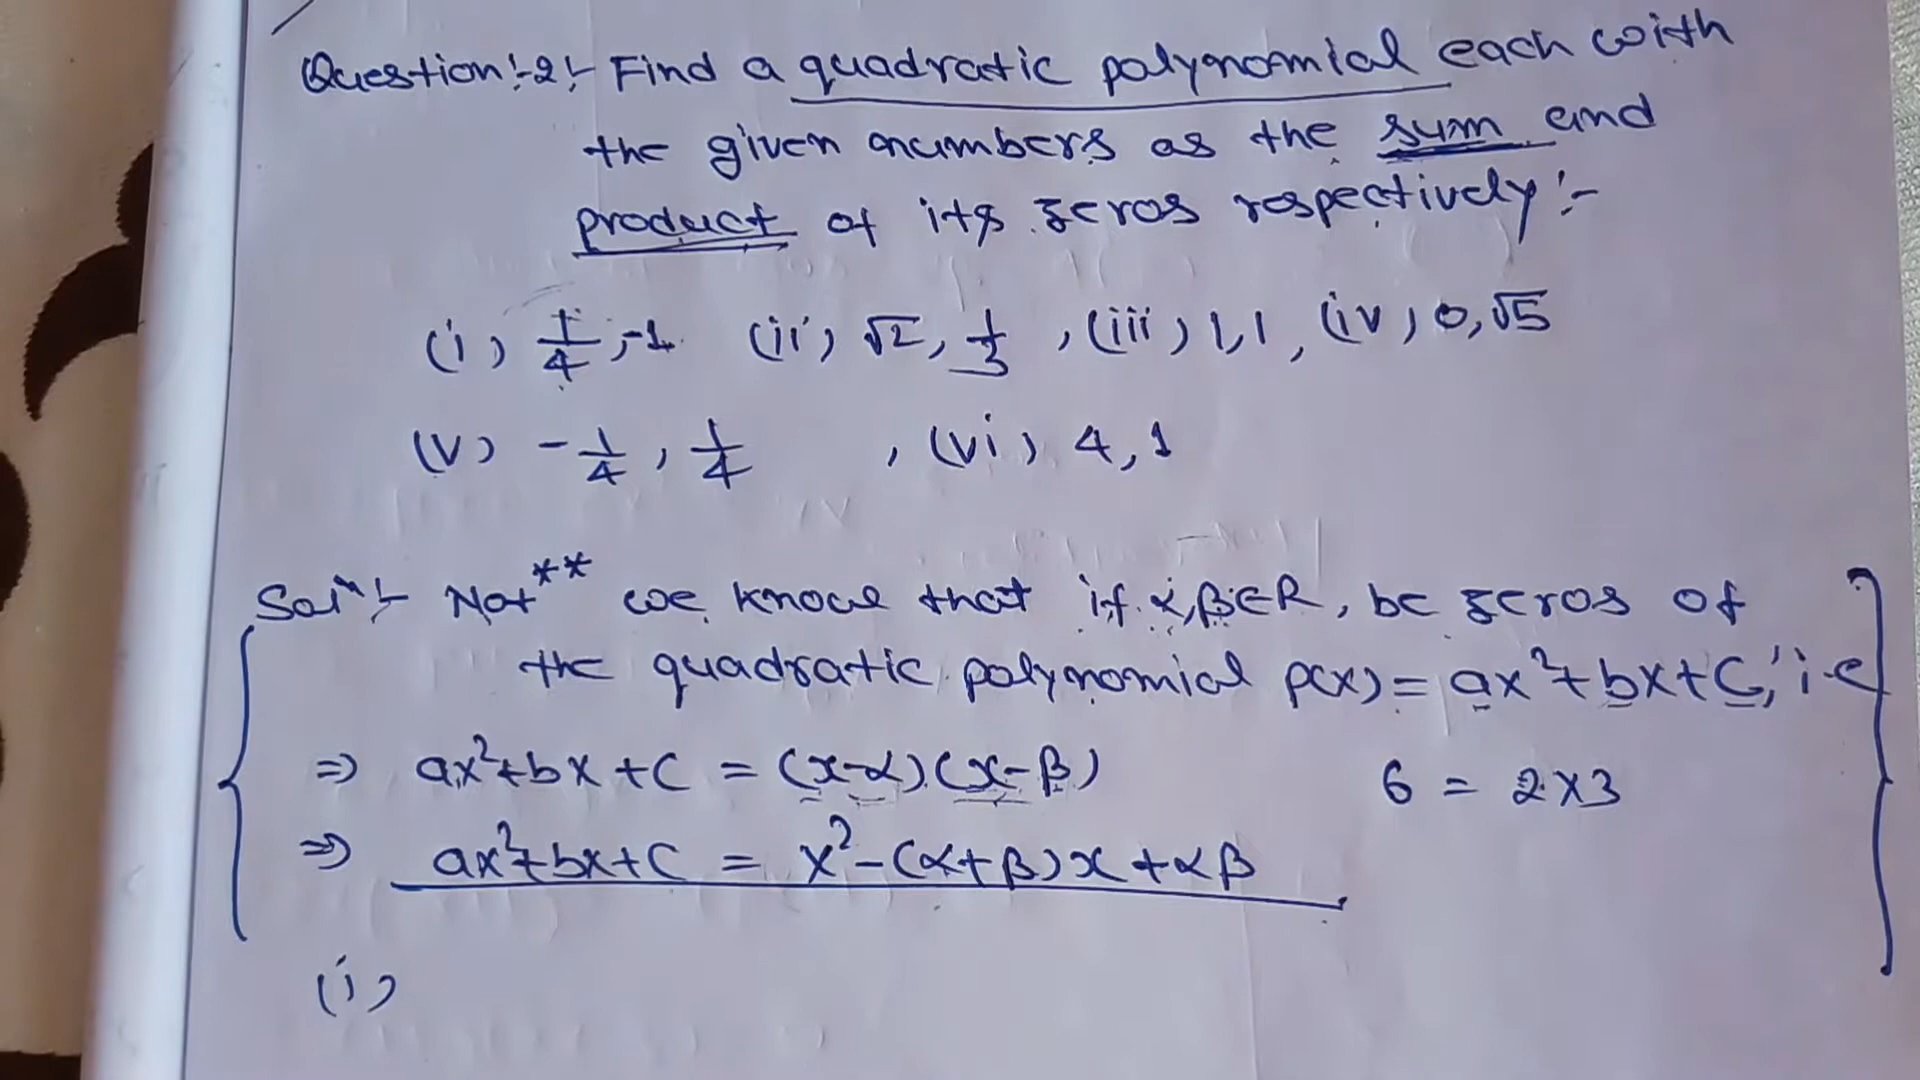 Question:-2:- Find a quadratic polynomial each with
the given numbers as the sum and
product of its zeros respectively:-
(i) 1/4, -1 (ii) √2, 1/3, (iii) 1,1, (iv) 0,√5
(v) -1/4, 1/4, (vi) 4,1
Solⁿ:- Not** we know that if α,β∈R, be zeros of
the quadratic polynomial p(x) = ax²+bx+c, i.e
⇒ ax²+bx+c = (x-α)(x-β) 6 = 2×3
⇒ ax²+bx+c = x²-(α+β)x+αβ
(i)